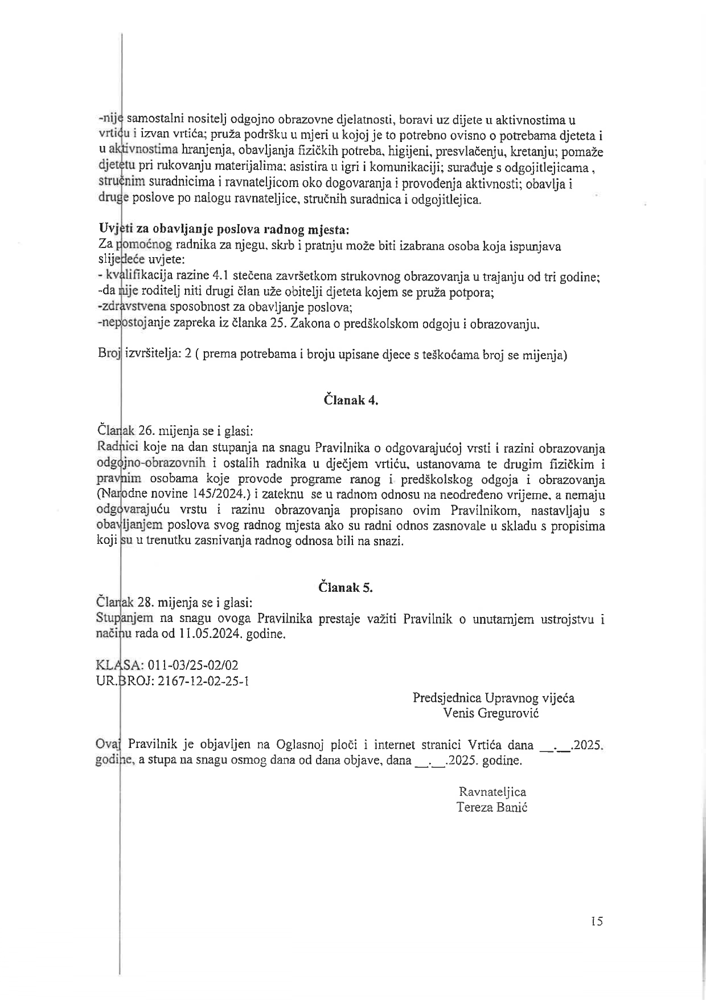 -nije samostalni nositelj odgojno obrazovne djelatnosti, boravi uz dijete u aktivnostima u
vrtiću i izvan vrtića; pruža podršku u mjeri u kojoj je to potrebno ovisno o potrebama djeteta i
u aktivnostima hranjenja, obavljanja fizičkih potreba, higijeni, presvlačenju, kretanju; pomaže
djetetu pri rukovanju materijalima; asistira u igri i komunikaciji; surađuje s odgojitlejicama ,
stručnim suradnicima i ravnateljicom oko dogovaranja i provođenja aktivnosti; obavlja i
druge poslove po nalogu ravnateljice, stručnih suradnica i odgojitlejica.
Uvjeti za obavljanje poslova radnog mjesta:
Za pomoćnog radnika za njegu, skrb i pratnju može biti izabrana osoba koja ispunjava
slijedeće uvjete:
- kvalifikacija razine 4.1 stečena završetkom strukovnog obrazovanja u trajanju od tri godine;
-da nije roditelj niti drugi član uže obitelji djeteta kojem se pruža potpora;
-zdravstvena sposobnost za obavljanje poslova;
-nepostojanje zapreka iz članka 25. Zakona o predškolskom odgoju i obrazovanju.
Broj izvršitelja: 2 ( prema potrebama i broju upisane djece s teškoćama broj se mijenja)
Članak 4.
Članak 26. mijenja se i glasi:
Radnici koje na dan stupanja na snagu Pravilnika o odgovarajućoj vrsti i razini obrazovanja
odgojno-obrazovnih i ostalih radnika u dječjem vrtiću, ustanovama te drugim fizičkim i
pravnim osobama koje provode programe ranog i predškolskog odgoja i obrazovanja
(Narodne novine 145/2024.) i zateknu se u radnom odnosu na neodređeno vrijeme, a nemaju
odgovarajuću vrstu i razinu obrazovanja propisano ovim Pravilnikom, nastavljaju s
obavljanjem poslova svog radnog mjesta ako su radni odnos zasnovale u skladu s propisima
koji su u trenutku zasnivanja radnog odnosa bili na snazi.
Članak 5.
Članak 28. mijenja se i glasi:
Stupanjem na snagu ovoga Pravilnika prestaje važiti Pravilnik o unutarnjem ustrojstvu i
načinu rada od 11.05.2024. godine.
KLASA: 011-03/25-02/02
UR.BROJ: 2167-12-02-25-1
Predsjednica Upravnog vijeća
Venis Gregurović
Ovaj Pravilnik je objavljen na Oglasnoj ploči i internet stranici Vrtića dana __.__.2025.
godine, a stupa na snagu osmog dana od dana objave, dana __.__.2025. godine.
Ravnateljica
Tereza Banić
15